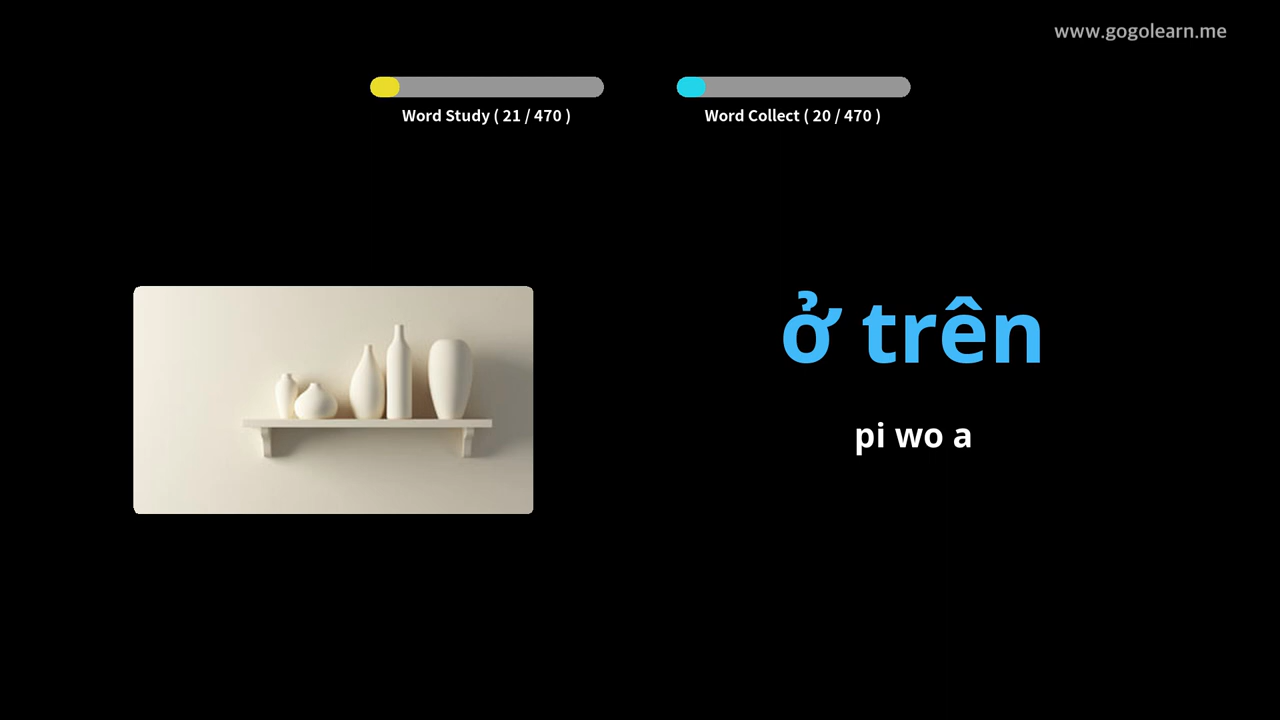 www.gogolearn.me
Word Study ( 21 / 470 )
Word Collect ( 20 / 470 )
ở trên
pi wo a